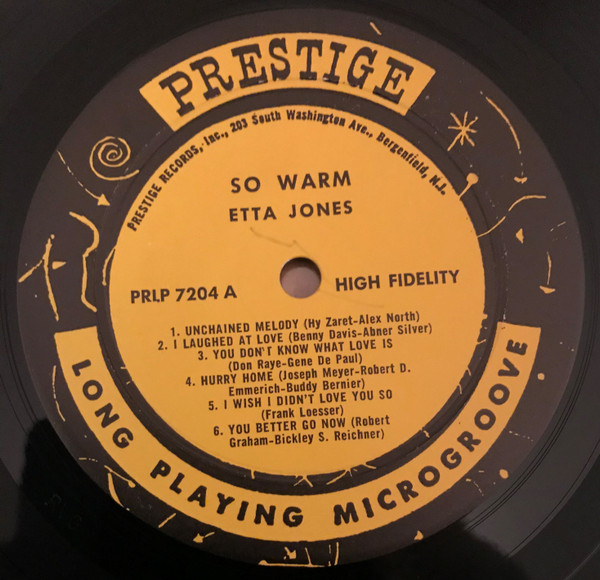 PRESTIGE
PRESTIGE RECORDS, Inc., 203 South Washington Ave., Bergenfield, N.J.
SO WARM
ETTA JONES
PRLP 7204 A
HIGH FIDELITY
1. UNCHAINED MELODY (Hy Zaret-Alex North)
2. I LAUGHED AT LOVE (Benny Davis-Abner Silver)
3. YOU DON'T KNOW WHAT LOVE IS
(Don Raye-Gene De Paul)
4. HURRY HOME (Joseph Meyer-Robert D.
Emmerich-Buddy Bernier)
5. I WISH I DIDN'T LOVE YOU SO
(Frank Loesser)
6. YOU BETTER GO NOW (Robert
Graham-Bickley S. Reichner)
LONG PLAYING MICROGROOVE